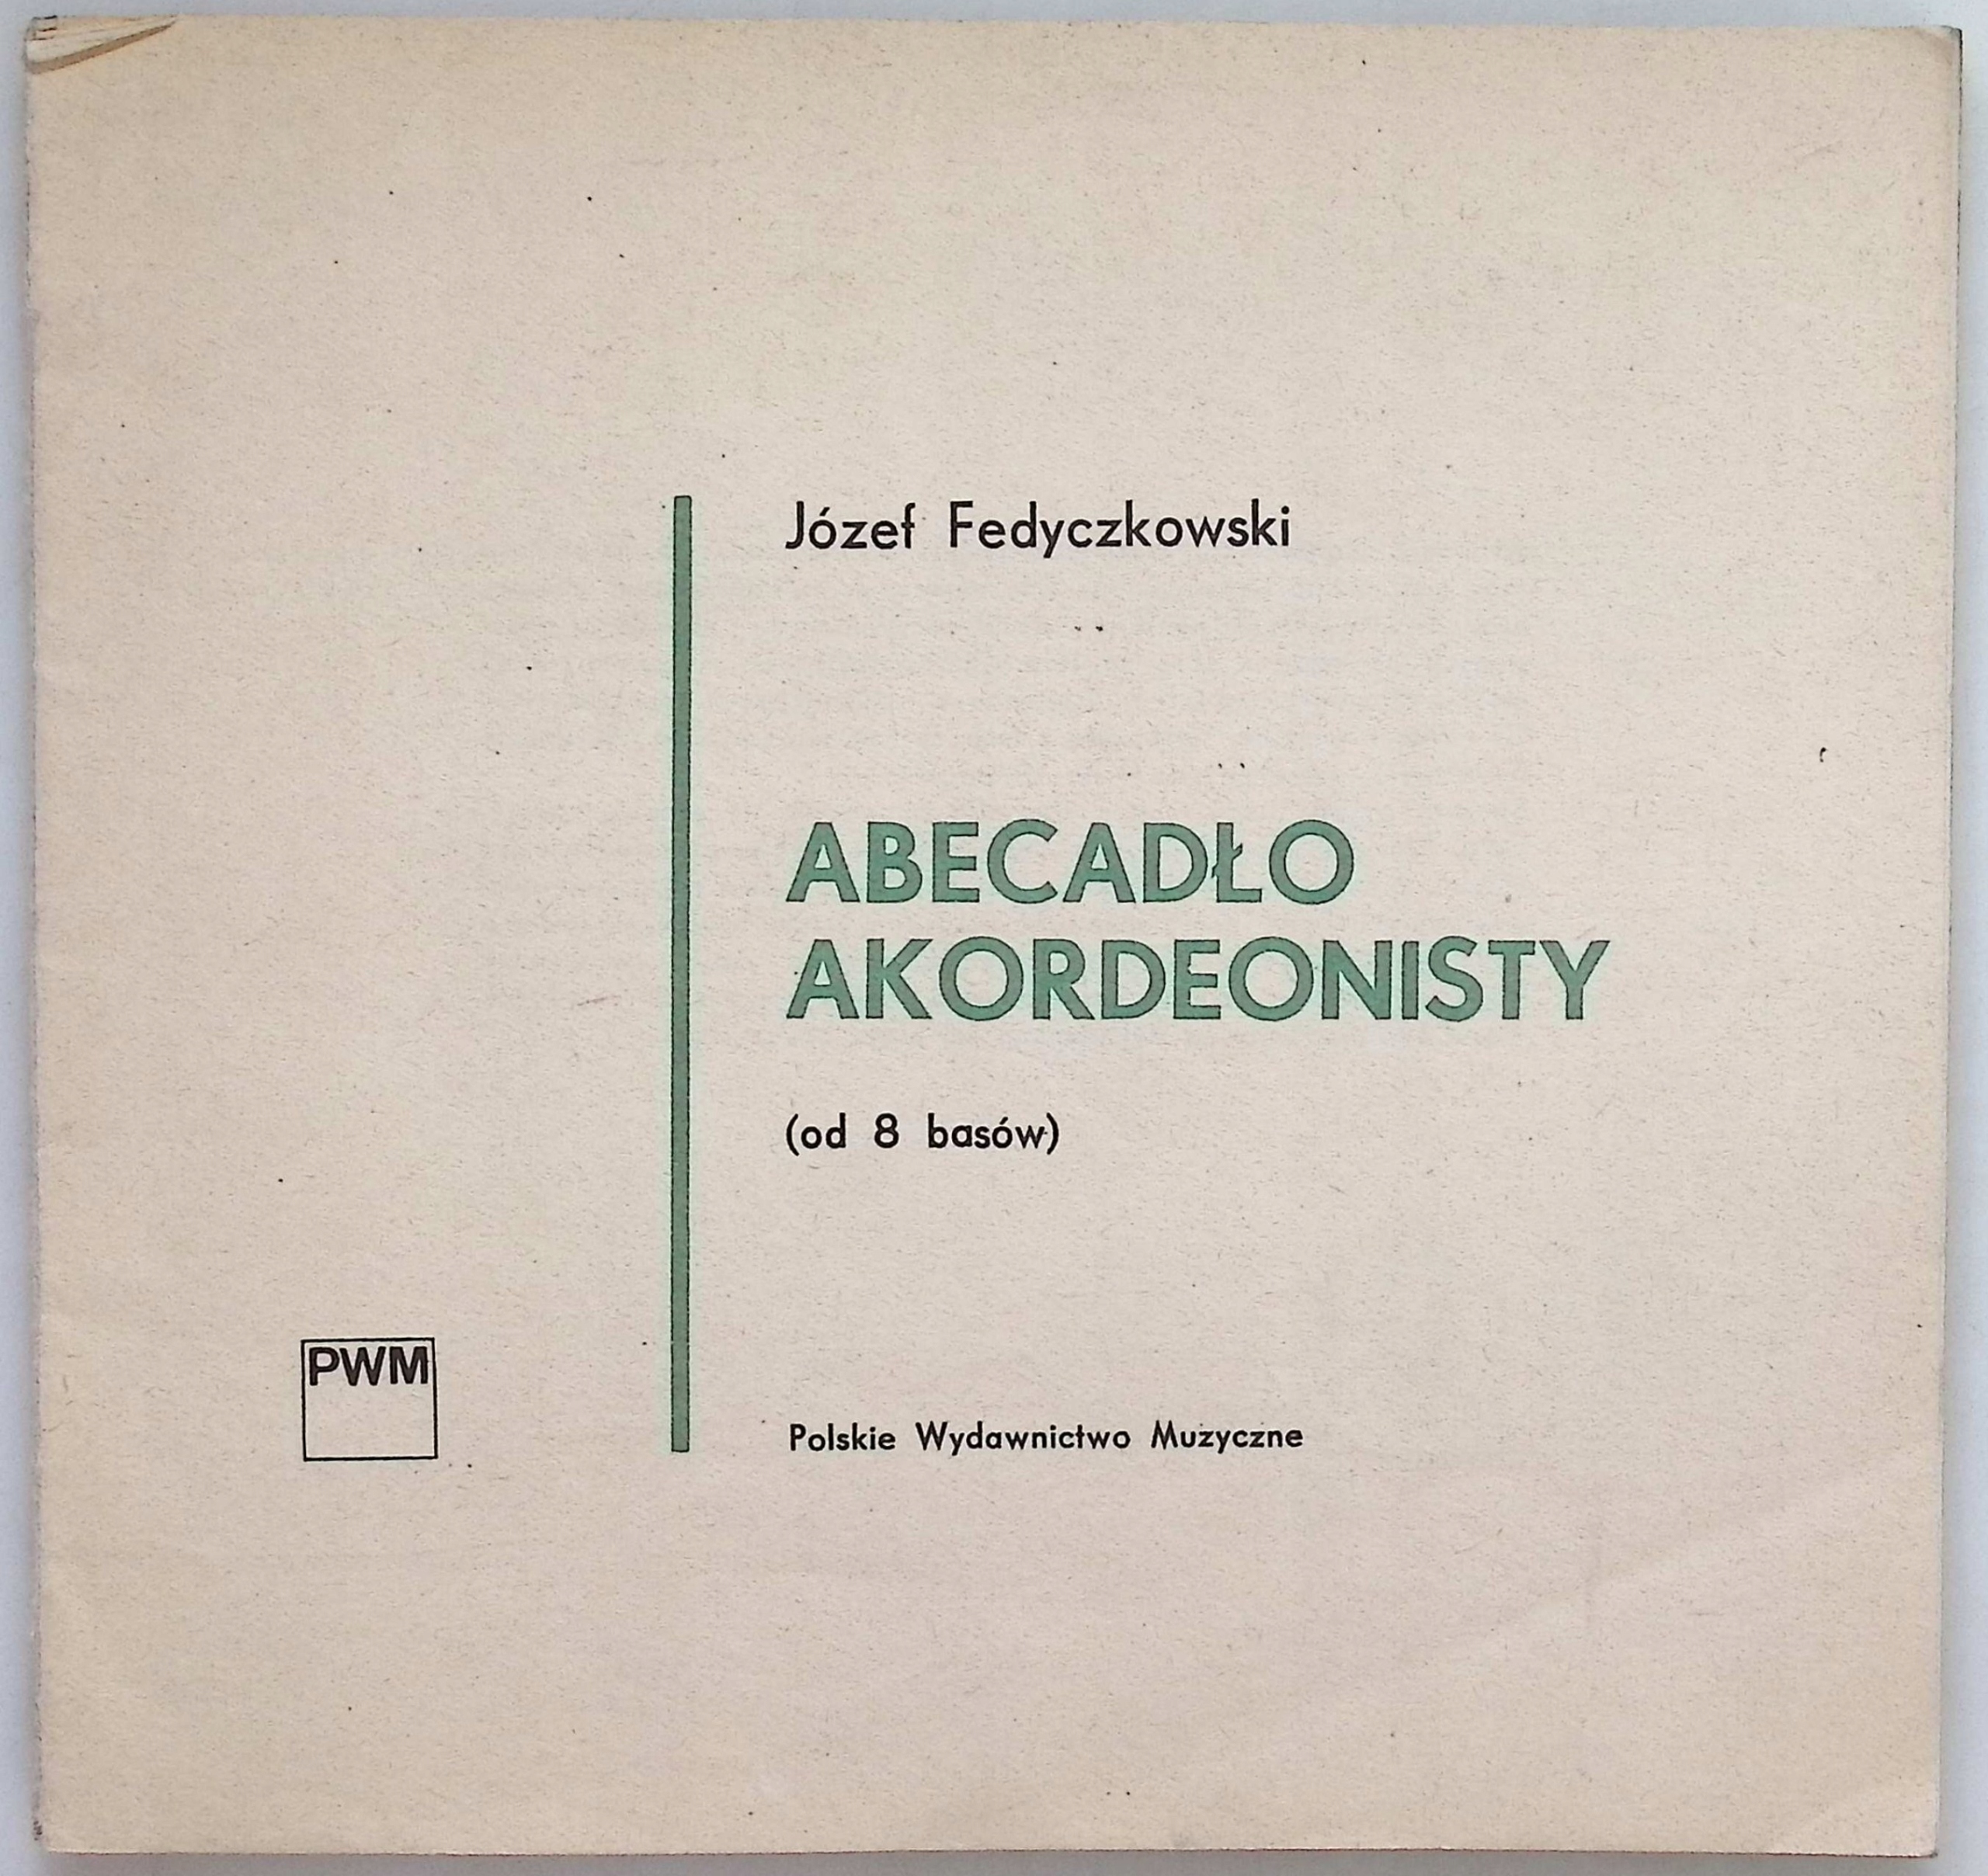 Józef Fedyczkowski
ABECADŁO
AKORDEONISTY
(od 8 basów)
PWM
Polskie Wydawnictwo Muzyczne